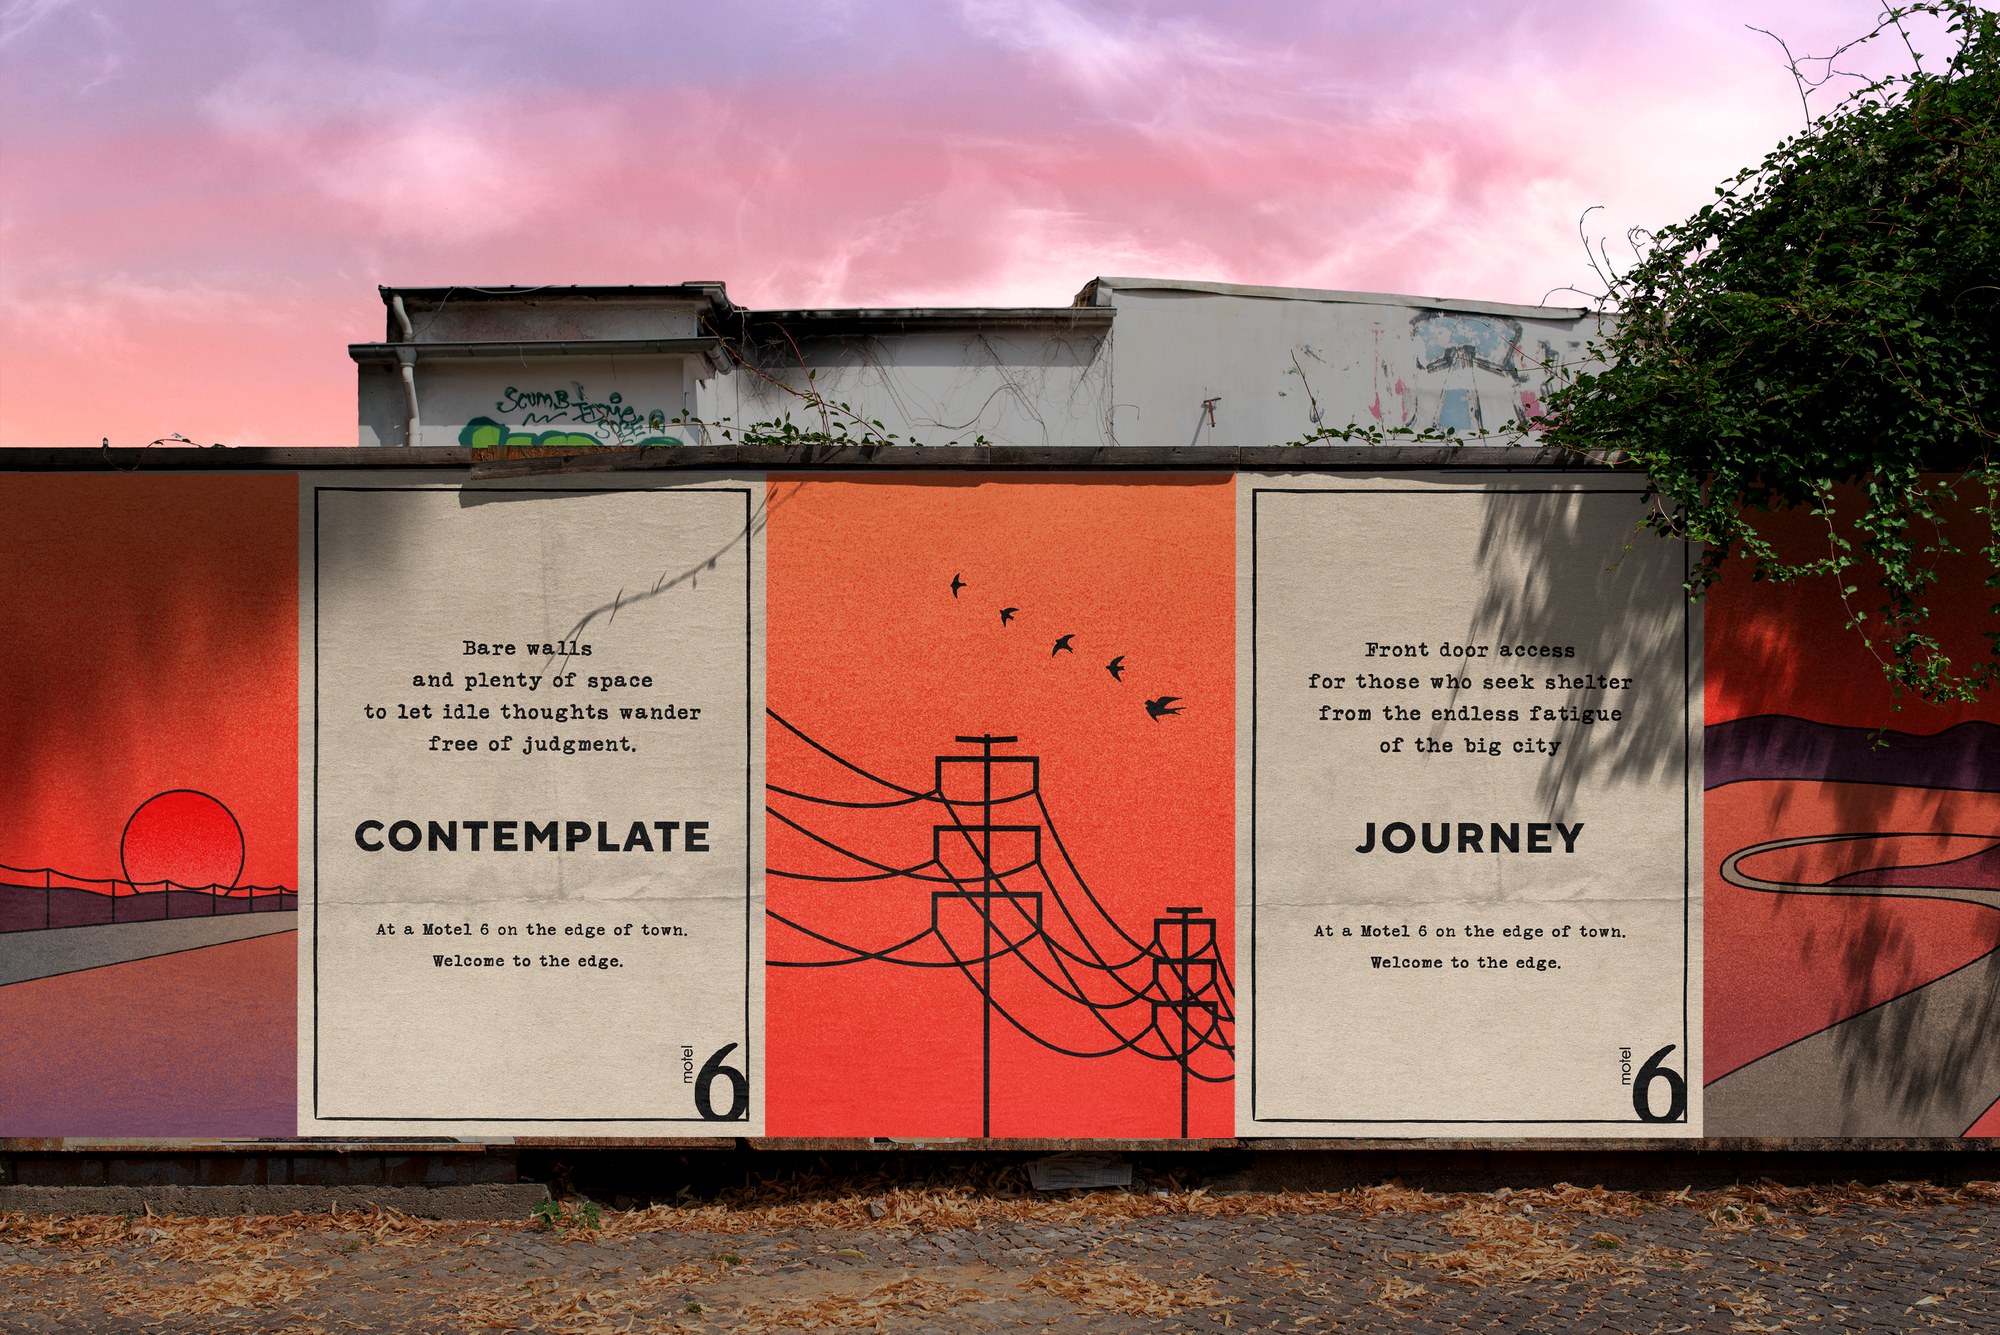 Scumb
Bare walls
and plenty of space
to let idle thoughts wander
free of judgment.
CONTEMPLATE
At a Motel 6 on the edge of town.
Welcome to the edge.
motel
6
Front door access
for those who seek shelter
from the endless fatigue
of the big city
JOURNEY
At a Motel 6 on the edge of town.
Welcome to the edge.
motel
6